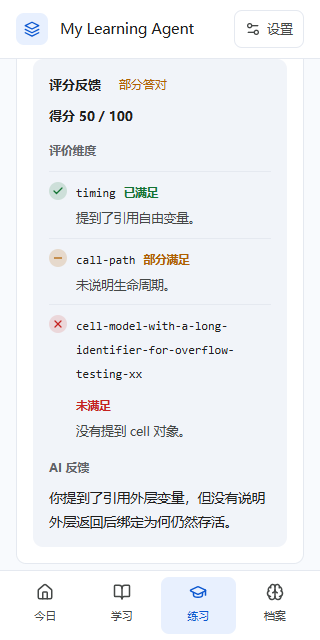 My Learning Agent
设置
评分反馈 部分答对
得分 50 / 100
评价维度
timing 已满足
提到了引用自由变量。
call-path 部分满足
未说明生命周期。
cell-model-with-a-long-
identifier-for-overflow-
testing-xx
未满足
没有提到 cell 对象。
AI 反馈
你提到了引用外层变量，但没有说明
外层返回后绑定为何仍然存活。
今日
学习
练习
档案